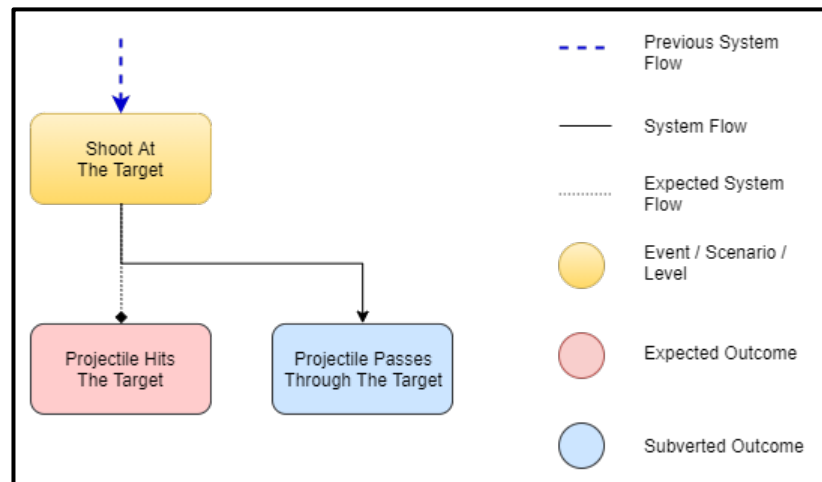 Shoot At
The Target
Projectile Hits
The Target
Projectile Passes
Through The Target
Previous System
Flow
System Flow
Expected System
Flow
Event / Scenario /
Level
Expected Outcome
Subverted Outcome